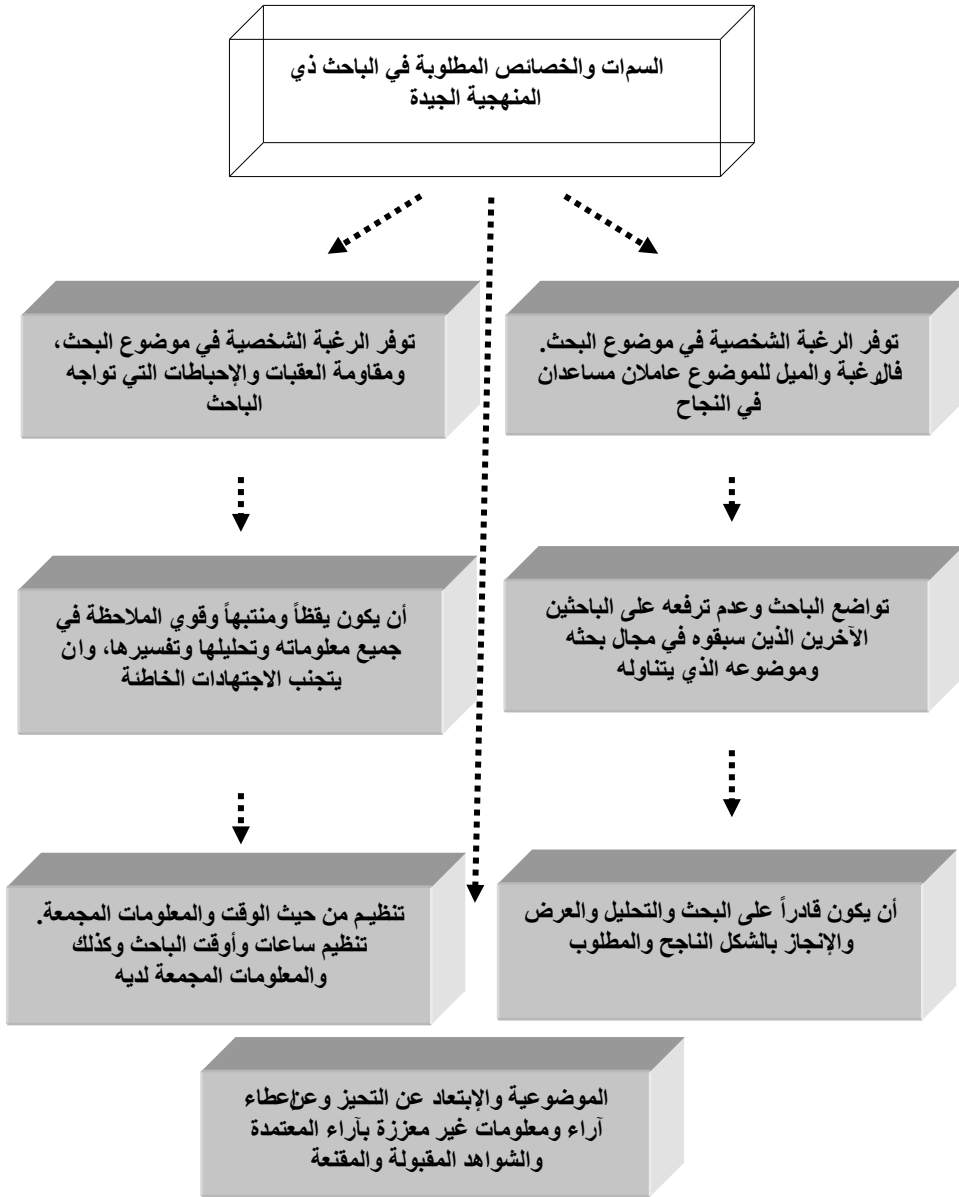 السمات والخصائص المطلوبة في الباحث ذي
المنهجية الجيدة
توفر الرغبة الشخصية في موضوع البحث.
فالرغبة والميل للموضوع عاملان مساعدان
في النجاح
توفر الرغبة الشخصية في موضوع البحث،
ومقاومة العقبات والإحباطات التي تواجه
الباحث
تواضع الباحث وعدم ترفعه على الباحثين
الآخرين الذين سبقوه في مجال بحثه
وموضوعه الذي يتناوله
أن يكون يقظاً ومنتبهاً وقوي الملاحظة في
جميع معلوماته وتحليلها وتفسيرها، وان
يتجنب الاجتهادات الخاطئة
أن يكون قادراً على البحث والتحليل والعرض
والإنجاز بالشكل الناجح والمطلوب
تنظيم من حيث الوقت والمعلومات المجمعة.
تنظيم ساعات وأوقت الباحث وكذلك
والمعلومات المجمعة لديه
الموضوعية والإبتعاد عن التحيز وعن إعطاء
آراء ومعلومات غير معززة بآراء المعتمدة
والشواهد المقبولة والمقنعة